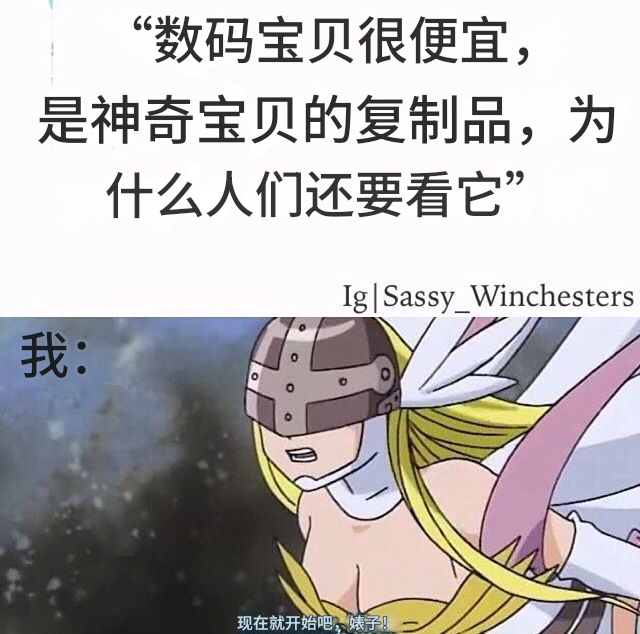 “数码宝贝很便宜，
是神奇宝贝的复制品，为
什么人们还要看它”
Ig|Sassy_Winchesters
我：
现在就开始吧，婊子！